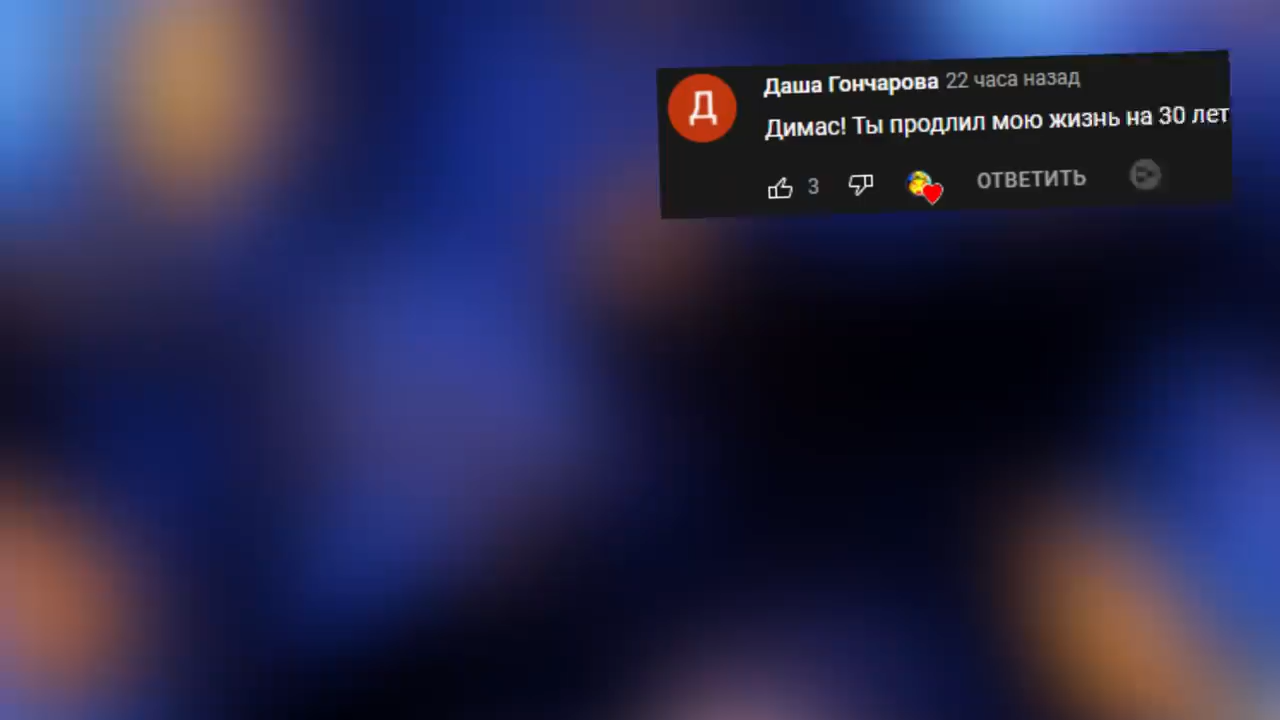 Д
Даша Гончарова 22 часа назад
Димас! Ты продлил мою жизнь на 30 лет
3 ОТВЕТИТЬ